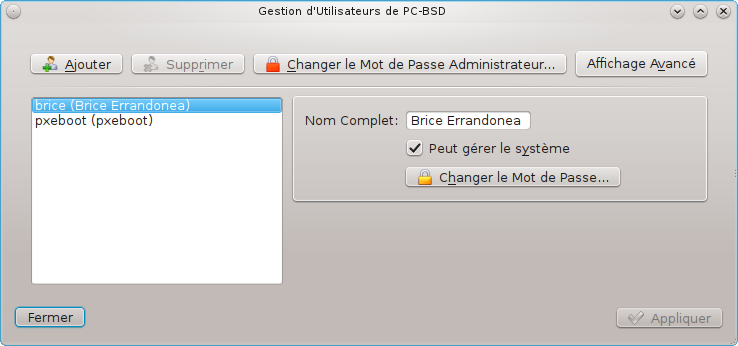 Gestion d'Utilisateurs de PC-BSD
Ajouter
Supprimer
Changer le Mot de Passe Administrateur...
Affichage Avancé
brice (Brice Errandonea)
pxeboot (pxeboot)
Nom Complet: Brice Errandonea
Peut gérer le système
Changer le Mot de Passe...
Fermer
Appliquer